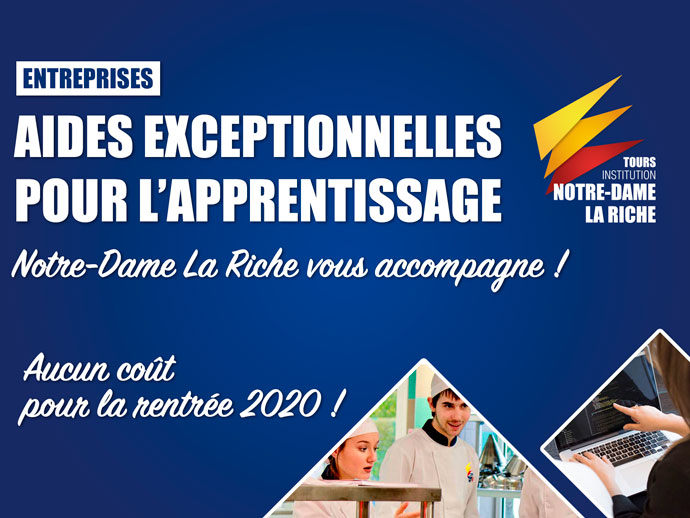 ENTREPRISES
AIDES EXCEPTIONNELLES
POUR L'APPRENTISSAGE
TOURS
INSTITUTION
NOTRE-DAME
LA RICHE
Notre-Dame La Riche vous accompagne !
Aucun coût
pour la rentrée 2020 !